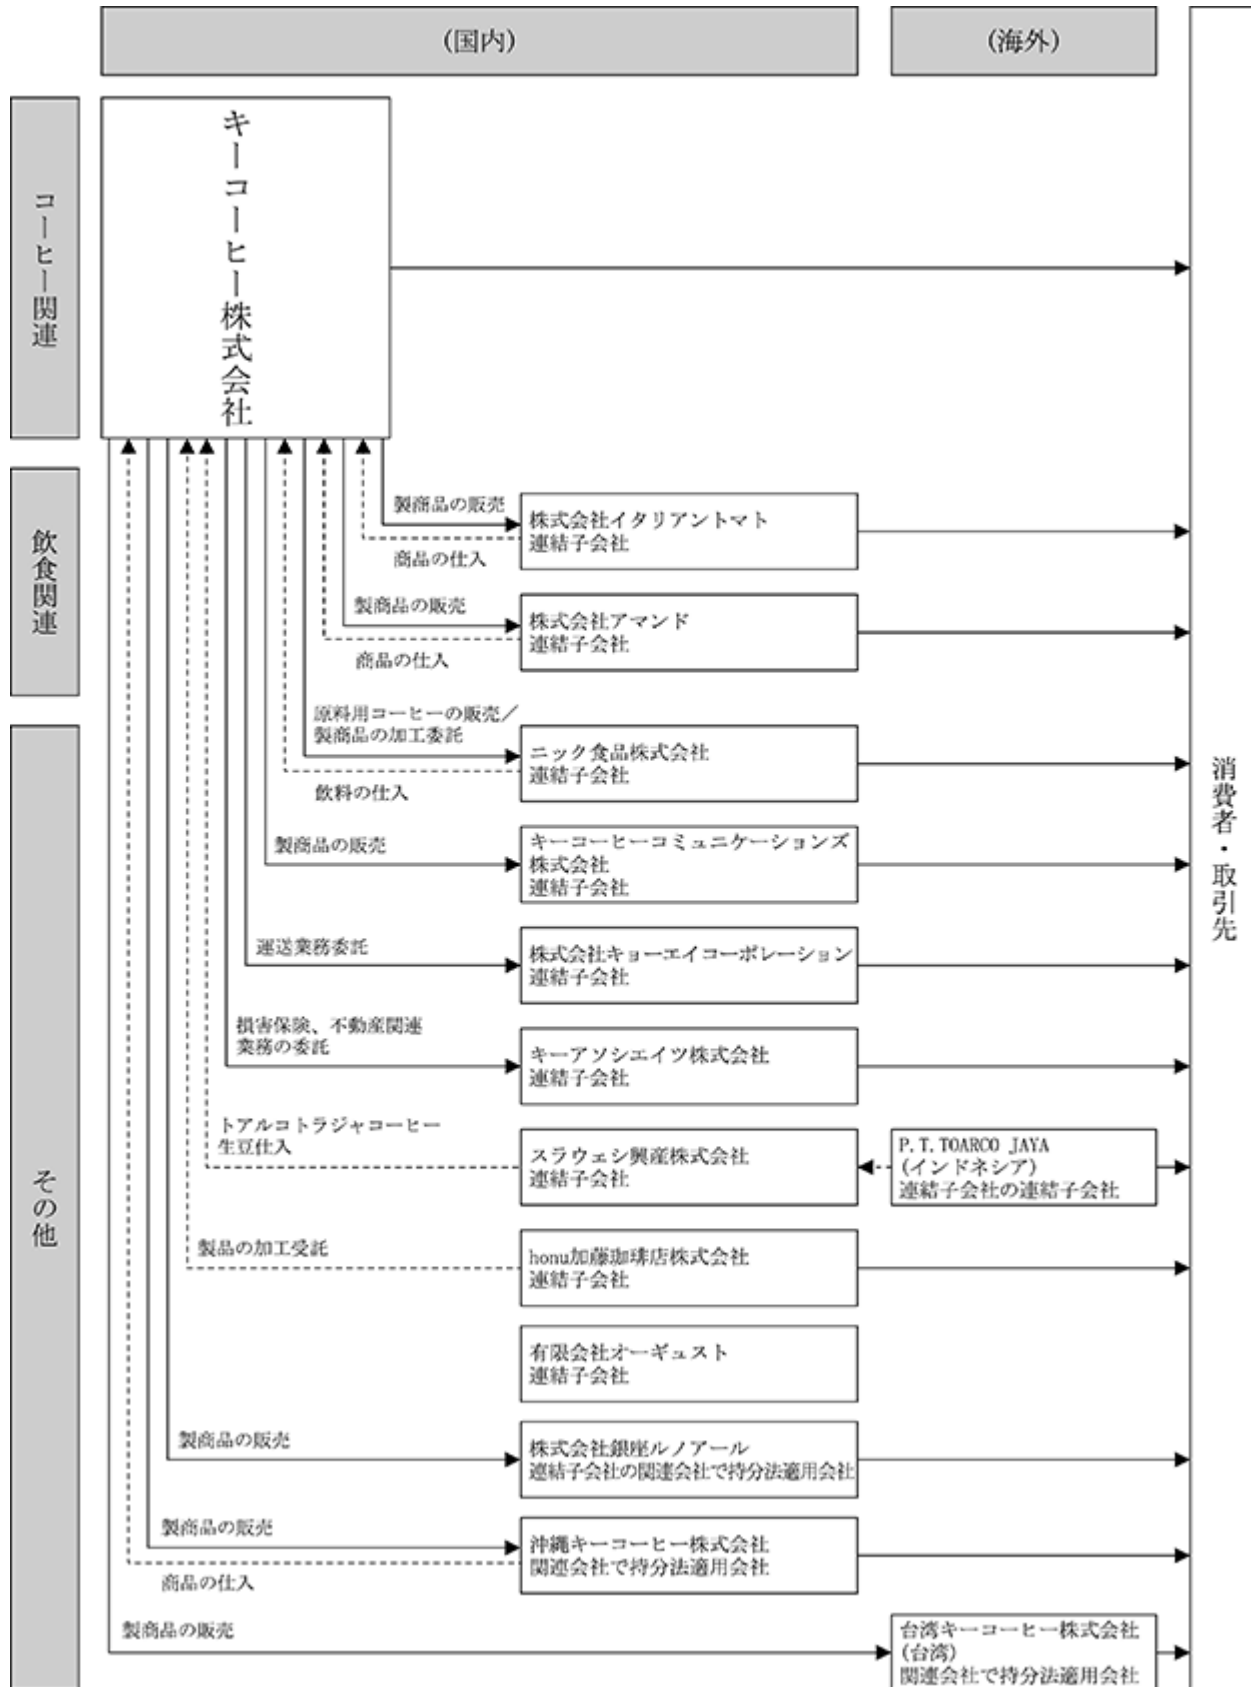 (国内)
(海外)
コーヒー関連
キーコーヒー株式会社
消費者・取引先
飲食関連
製商品の販売
株式会社イタリアントマト
連結子会社
商品の仕入
製商品の販売
株式会社アマンド
連結子会社
商品の仕入
その他
原料用コーヒーの販売／
製商品の加工委託
ニック食品株式会社
連結子会社
飲料の仕入
製商品の販売
キーコーヒーコミュニケーションズ
株式会社
連結子会社
運送業務委託
株式会社キョーエイコーポレーション
連結子会社
損害保険、不動産関連
業務の委託
キーアソシエイツ株式会社
連結子会社
トアルコトラジャコーヒー
生豆仕入
スラウェシ興産株式会社
連結子会社
P.T.TOARCO JAYA
(インドネシア)
連結子会社の連結子会社
製品の加工受託
honu加藤珈琲店株式会社
連結子会社
有限会社オーギュスト
連結子会社
製商品の販売
株式会社銀座ルノアール
連結子会社の関連会社で持分法適用会社
製商品の販売
沖縄キーコーヒー株式会社
関連会社で持分法適用会社
商品の仕入
製商品の販売
台湾キーコーヒー株式会社
(台湾)
関連会社で持分法適用会社